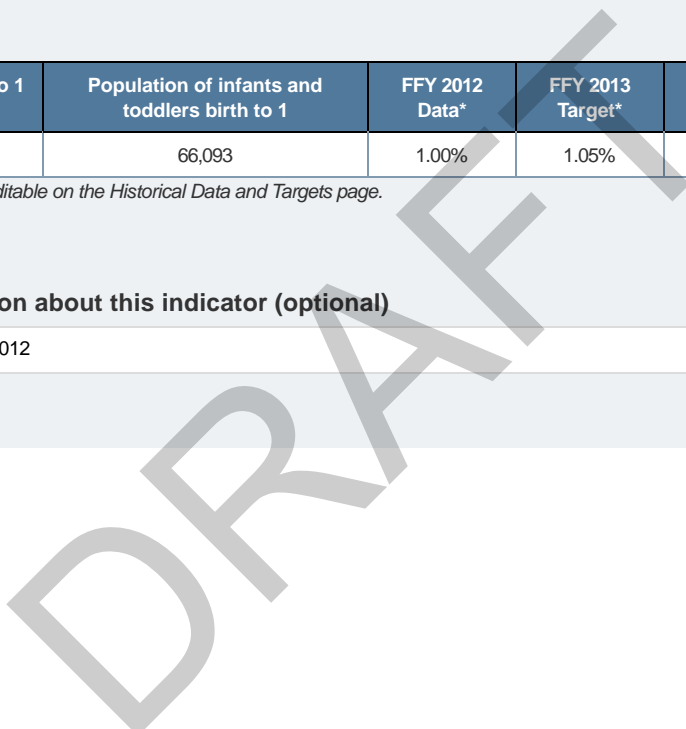 o 1 Population of infants and FFY 2012 FFY 2013
toddlers birth to 1 Data* Target*
66,093 1.00% 1.05%
ditable on the Historical Data and Targets page.
on about this indicator (optional)
012
DRAFT